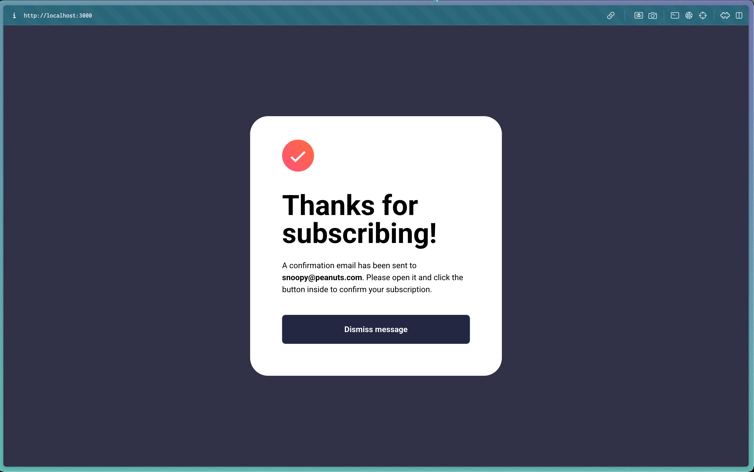 http://localhost:3000
Thanks for
subscribing!
A confirmation email has been sent to
snoopy@peanuts.com. Please open it and click the
button inside to confirm your subscription.
Dismiss message